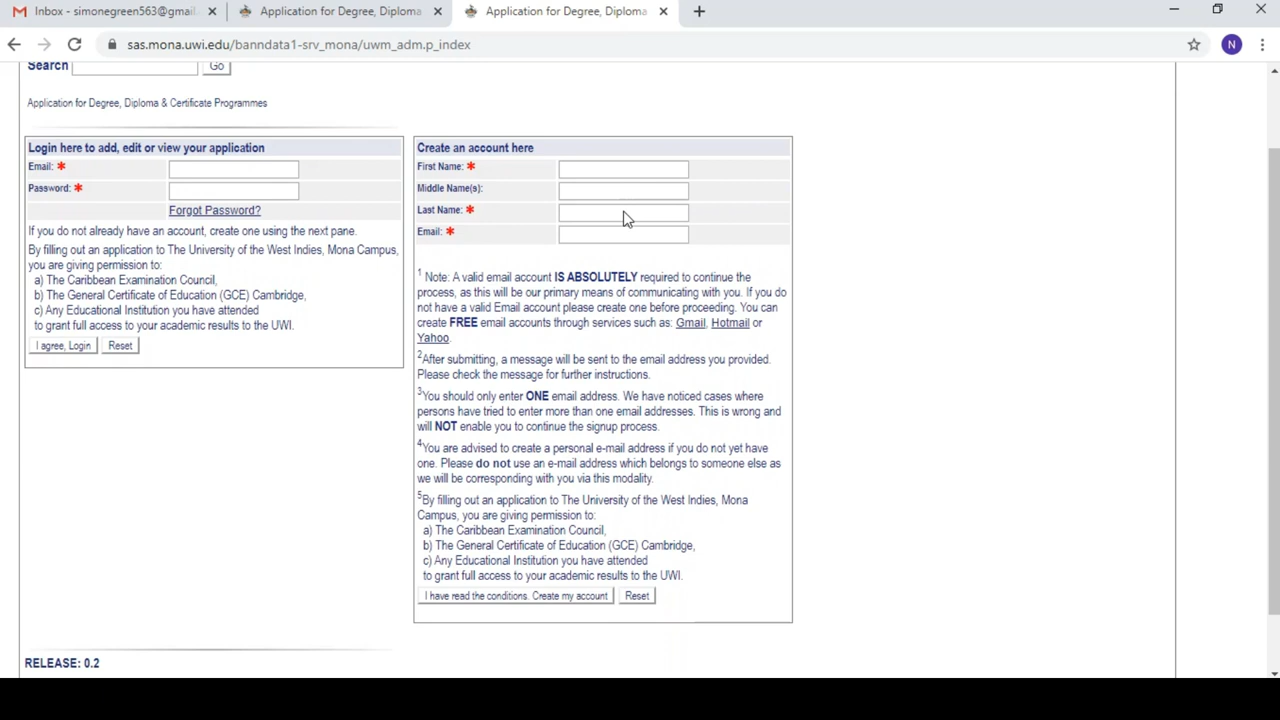 Inbox - simonegreen563@gmail
Application for Degree, Diploma
Application for Degree, Diploma
sas.mona.uwi.edu/banndata1-srv_mona/uwm_adm.p_index
N
Search
Go
Application for Degree, Diploma & Certificate Programmes
Login here to add, edit or view your application
Email: *
Password: *
Forgot Password?
If you do not already have an account, create one using the next pane.
By filling out an application to The University of the West Indies, Mona Campus,
you are giving permission to:
a) The Caribbean Examination Council,
b) The General Certificate of Education (GCE) Cambridge,
c) Any Educational Institution you have attended
to grant full access to your academic results to the UWI.
I agree, Login
Reset
Create an account here
First Name: *
Middle Name(s):
Last Name: *
Email: *
1 Note: A valid email account IS ABSOLUTELY required to continue the
process, as this will be our primary means of communicating with you. If you do
not have a valid Email account please create one before proceeding. You can
create FREE email accounts through services such as: Gmail, Hotmail or
Yahoo.
2After submitting, a message will be sent to the email address you provided.
Please check the message for further instructions.
3You should only enter ONE email address. We have noticed cases where
persons have tried to enter more than one email addresses. This is wrong and
will NOT enable you to continue the signup process.
4You are advised to create a personal e-mail address if you do not yet have
one. Please do not use an e-mail address which belongs to someone else as
we will be corresponding with you via this modality.
5By filling out an application to The University of the West Indies, Mona
Campus, you are giving permission to:
a) The Caribbean Examination Council,
b) The General Certificate of Education (GCE) Cambridge,
c) Any Educational Institution you have attended
to grant full access to your academic results to the UWI.
I have read the conditions. Create my account
Reset
RELEASE: 0.2